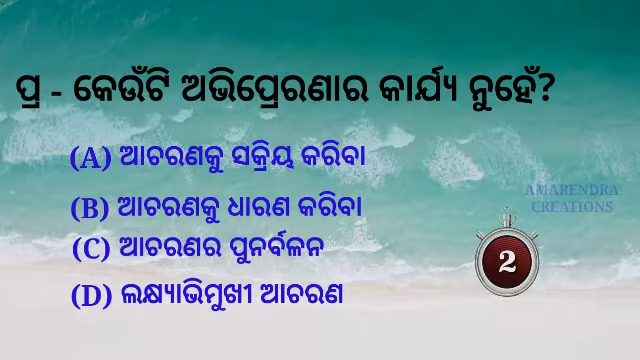 ପ୍ର - କେଉଁଟି ଅଭିପ୍ରେରଣାର କାର୍ଯ୍ୟ ନୁହେଁ?
(A) ଆଚରଣକୁ ସକ୍ରିୟ କରିବା
(B) ଆଚରଣକୁ ଧାରଣ କରିବା
(C) ଆଚରଣର ପୁନର୍ବଳନ
(D) ଲକ୍ଷ୍ୟାଭିମୁଖୀ ଆଚରଣ
AMARENDRA
CREATIONS
2